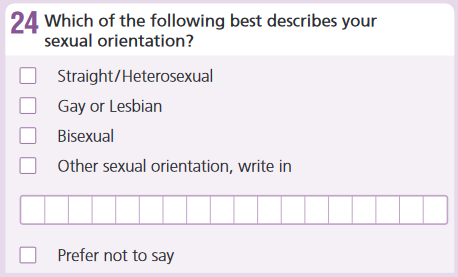 24 Which of the following best describes your
sexual orientation?
Straight/Heterosexual
Gay or Lesbian
Bisexual
Other sexual orientation, write in
Prefer not to say